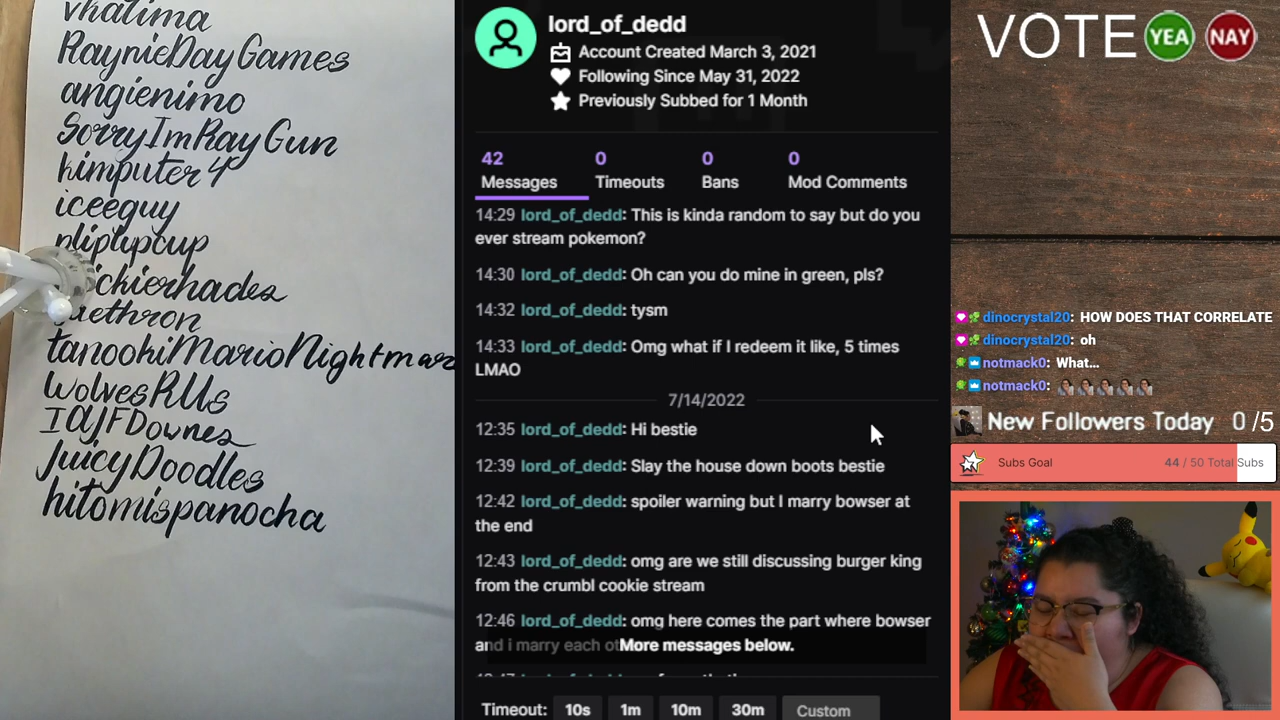 vhatima
RaynieDayGames
angienimo
SorryImRayGun
kimputer4
iceeguy
pliplupcup
ickierhades
aethron
tanookiMarioNightmar
WolvesRUs
IAJFDownes
JuicyDoodles
hitomispanocha
lord_of_dedd
Account Created March 3, 2021
Following Since May 31, 2022
Previously Subbed for 1 Month
42 0 0 0
Messages Timeouts Bans Mod Comments
14:29 lord_of_dedd: This is kinda random to say but do you
ever stream pokemon?
14:30 lord_of_dedd: Oh can you do mine in green, pls?
14:32 lord_of_dedd: tysm
14:33 lord_of_dedd: Omg what if I redeem it like, 5 times
LMAO
7/14/2022
12:35 lord_of_dedd: Hi bestie
12:39 lord_of_dedd: Slay the house down boots bestie
12:42 lord_of_dedd: spoiler warning but I marry bowser at
the end
12:43 lord_of_dedd: omg are we still discussing burger king
from the crumbl cookie stream
12:46 lord_of_dedd: omg here comes the part where bowser
and i marry each ot More messages below.
Timeout: 10s 1m 10m 30m Custom
VOTE YEA NAY
dinocrystal20: HOW DOES THAT CORRELATE
dinocrystal20: oh
notmack0: What...
notmack0:
New Followers Today 0 /5
Subs Goal 44 / 50 Total Subs